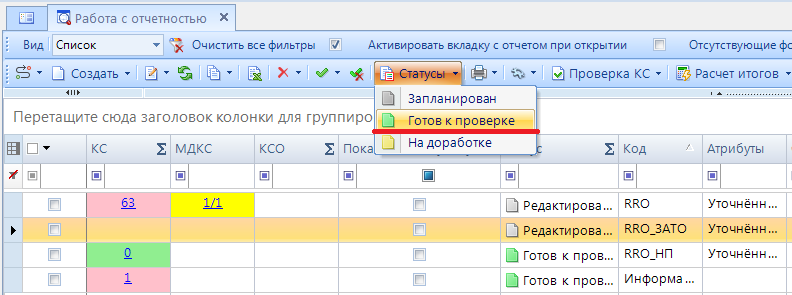 Работа с отчетностью
Вид Список Очистить все фильтры Активировать вкладку с отчетом при открытии Отсутствующие фо
Создать Статусы Проверка КС Расчет итогов
Запланирован
Перетащите сюда заголовок колонки для группиро
Готов к проверке
На доработке
КС Σ МДКС КСО Σ Пока ус Σ Код Атрибуты
63 1/1 Редактирова... RRO Уточнённ...
Редактирова... RRO_ЗАТО Уточнённ...
0 Готов к пров... RRO_НП Уточнённ...
1 Готов к пров... Информа...